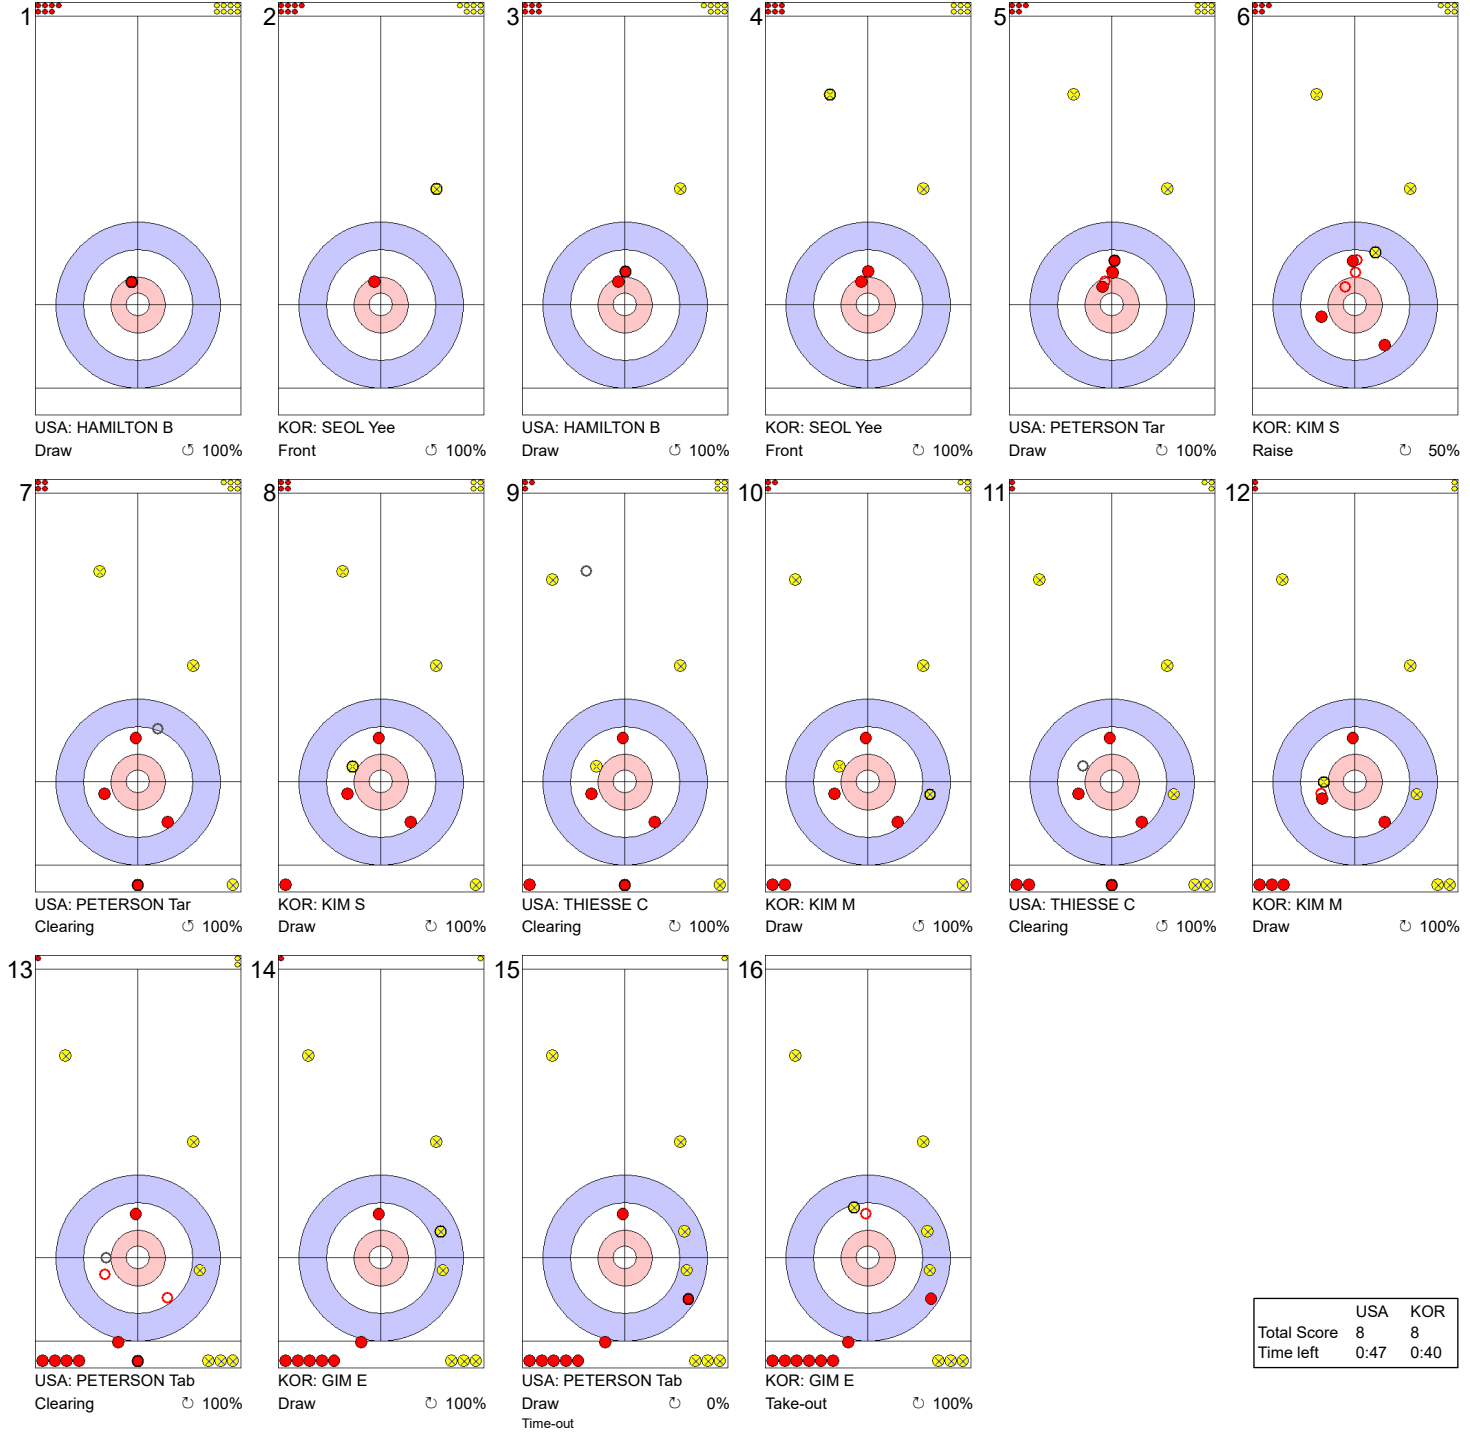 1
USA: HAMILTON B
Draw ↻ 100%
2
KOR: SEOL Yee
Front ↺ 100%
3
USA: HAMILTON B
Draw ↻ 100%
4
KOR: SEOL Yee
Front ↺ 100%
5
USA: PETERSON Tar
Draw ↻ 100%
6
KOR: KIM S
Raise ↻ 50%
7
USA: PETERSON Tar
Clearing ↺ 100%
8
KOR: KIM S
Draw ↻ 100%
9
USA: THIESSE C
Clearing ↺ 100%
10
KOR: KIM M
Draw ↻ 100%
11
USA: THIESSE C
Clearing ↺ 100%
12
KOR: KIM M
Draw ↻ 100%
13
USA: PETERSON Tab
Clearing ↻ 100%
14
KOR: GIM E
Draw ↻ 100%
15
USA: PETERSON Tab
Draw ↻ 0%
Time-out
16
KOR: GIM E
Take-out ↻ 100%
USA KOR
Total Score 8 8
Time left 0:47 0:40